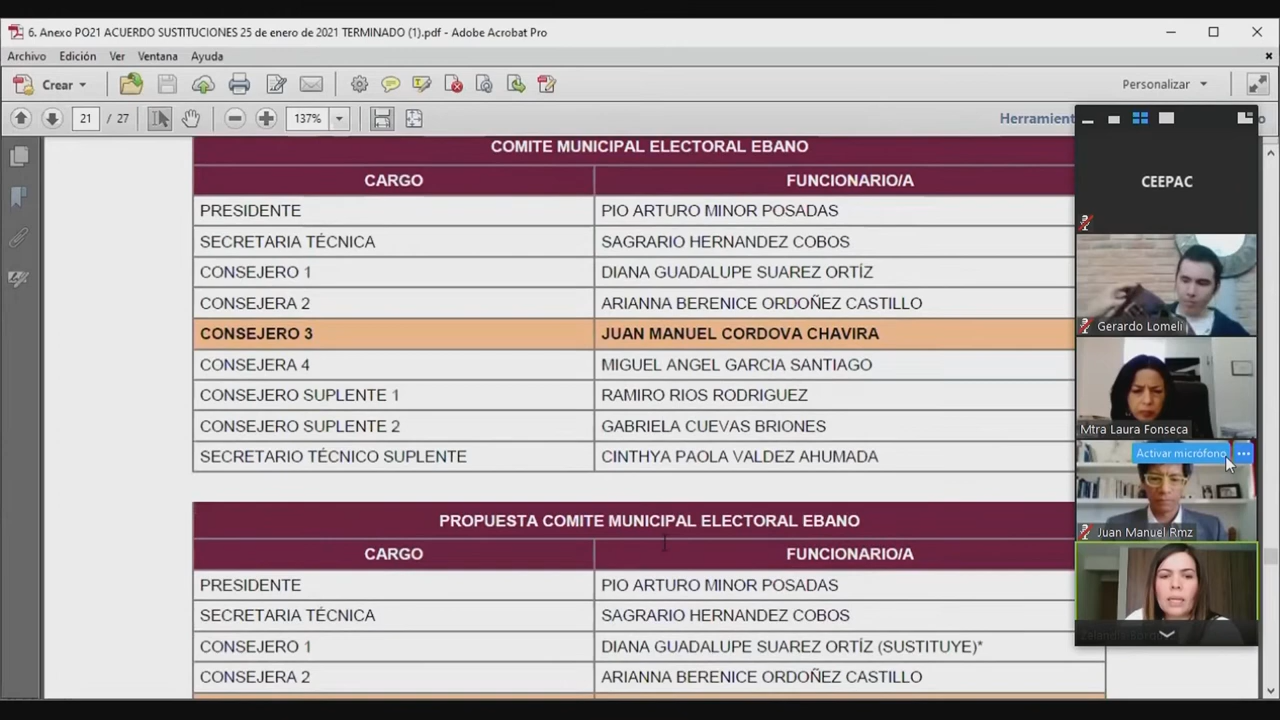 6. Anexo PO21 ACUERDO SUSTITUCIONES 25 de enero de 2021 TERMINADO (1).pdf - Adobe Acrobat Pro
Archivo Edición Ver Ventana Ayuda
Crear
Personalizar
21 / 27
137%
Herramient
COMITE MUNICIPAL ELECTORAL EBANO
CARGO FUNCIONARIO/A
PRESIDENTE PIO ARTURO MINOR POSADAS
SECRETARIA TÉCNICA SAGRARIO HERNANDEZ COBOS
CONSEJERO 1 DIANA GUADALUPE SUAREZ ORTÍZ
CONSEJERA 2 ARIANNA BERENICE ORDOÑEZ CASTILLO
CONSEJERO 3 JUAN MANUEL CORDOVA CHAVIRA
CONSEJERA 4 MIGUEL ANGEL GARCIA SANTIAGO
CONSEJERO SUPLENTE 1 RAMIRO RIOS RODRIGUEZ
CONSEJERO SUPLENTE 2 GABRIELA CUEVAS BRIONES
SECRETARIO TÉCNICO SUPLENTE CINTHYA PAOLA VALDEZ AHUMADA
PROPUESTA COMITE MUNICIPAL ELECTORAL EBANO
CARGO FUNCIONARIO/A
PRESIDENTE PIO ARTURO MINOR POSADAS
SECRETARIA TÉCNICA SAGRARIO HERNANDEZ COBOS
CONSEJERO 1 DIANA GUADALUPE SUAREZ ORTÍZ (SUSTITUYE)*
CONSEJERA 2 ARIANNA BERENICE ORDOÑEZ CASTILLO
CEEPAC
Gerardo Lomeli
Mtra Laura Fonseca
Activar micrófono
Juan Manuel Rmz